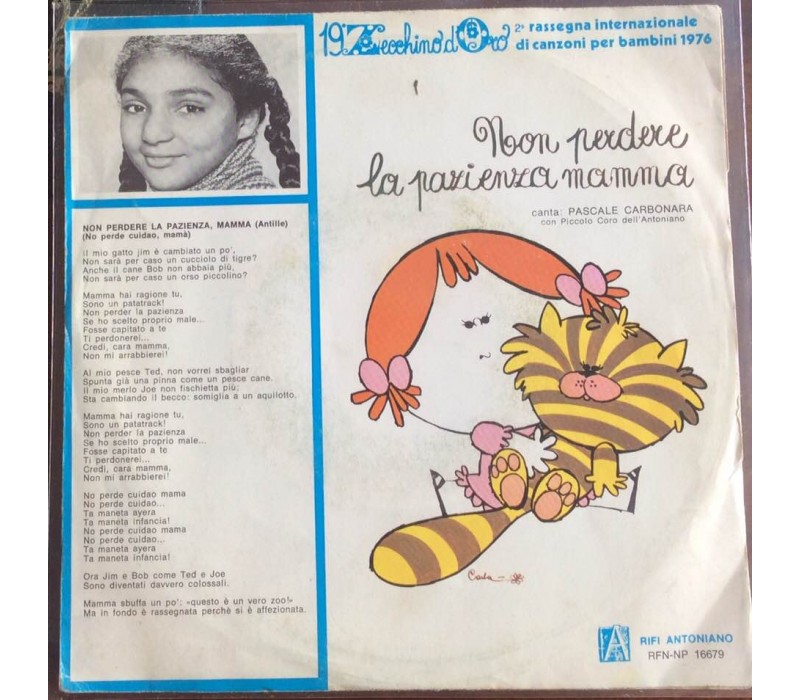 19° Zecchino d'Oro 2ª rassegna internazionale
di canzoni per bambini 1976
Non perdere
la pazienza mamma
canta: PASCALE CARBONARA
con Piccolo Coro dell'Antoniano
NON PERDERE LA PAZIENZA, MAMMA (Antille)
(No perde cuidao, mamà)
Il mio gatto jim è cambiato un po',
Non sarà per caso un cucciolo di tigre?
Anche il cane Bob non abbaia più,
Non sarà per caso un orso piccolino?
Mamma hai ragione tu,
Sono un patatrack!
Non perder la pazienza
Se ho scelto proprio male...
Fosse capitato a te
Ti perdonerei...
Credi, cara mamma,
Non mi arrabbierei!
Al mio pesce Ted, non vorrei sbagliar
Spunta già una pinna come un pesce cane.
Il mio merlo Joe non fischietta più:
Sta cambiando il becco: somiglia a un aquilotto.
Mamma hai ragione tu,
Sono un patatrack!
Non perder la pazienza
Se ho scelto proprio male...
Fosse capitato a te
Ti perdonerei...
Credi, cara mamma,
Non mi arrabbierei!
No perde cuidao mama
No perde cuidao...
Ta maneta ayera
Ta maneta infancia!
No perde cuidao mama
No perde cuidao...
Ta maneta ayera
Ta maneta infancia!
Ora Jim e Bob come Ted e Joe
Sono diventati davvero colossali.
Mamma sbuffa un po': «questo è un vero zoo!»
Ma in fondo è rassegnata perchè si è affezionata.
Carla
A RIFI ANTONIANO
RFN-NP 16679